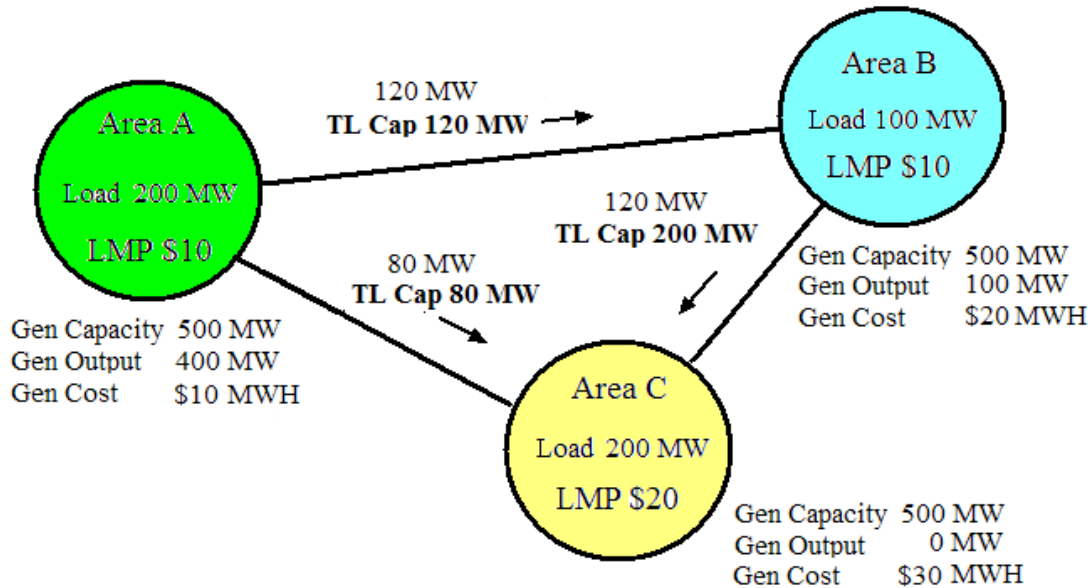 Area A
Load 200 MW
LMP $10
Gen Capacity 500 MW
Gen Output 400 MW
Gen Cost $10 MWH
120 MW
TL Cap 120 MW
Area B
Load 100 MW
LMP $10
Gen Capacity 500 MW
Gen Output 100 MW
Gen Cost $20 MWH
120 MW
TL Cap 200 MW
80 MW
TL Cap 80 MW
Area C
Load 200 MW
LMP $20
Gen Capacity 500 MW
Gen Output 0 MW
Gen Cost $30 MWH